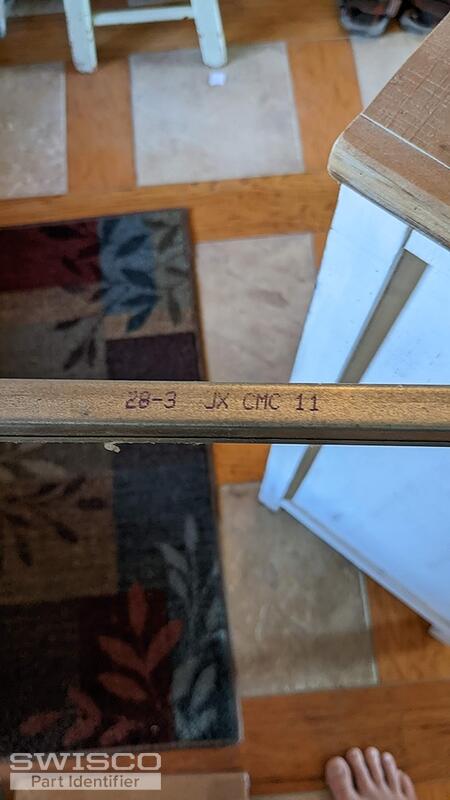 28-3 JX CMC 11
SWISCO
Part Identifier